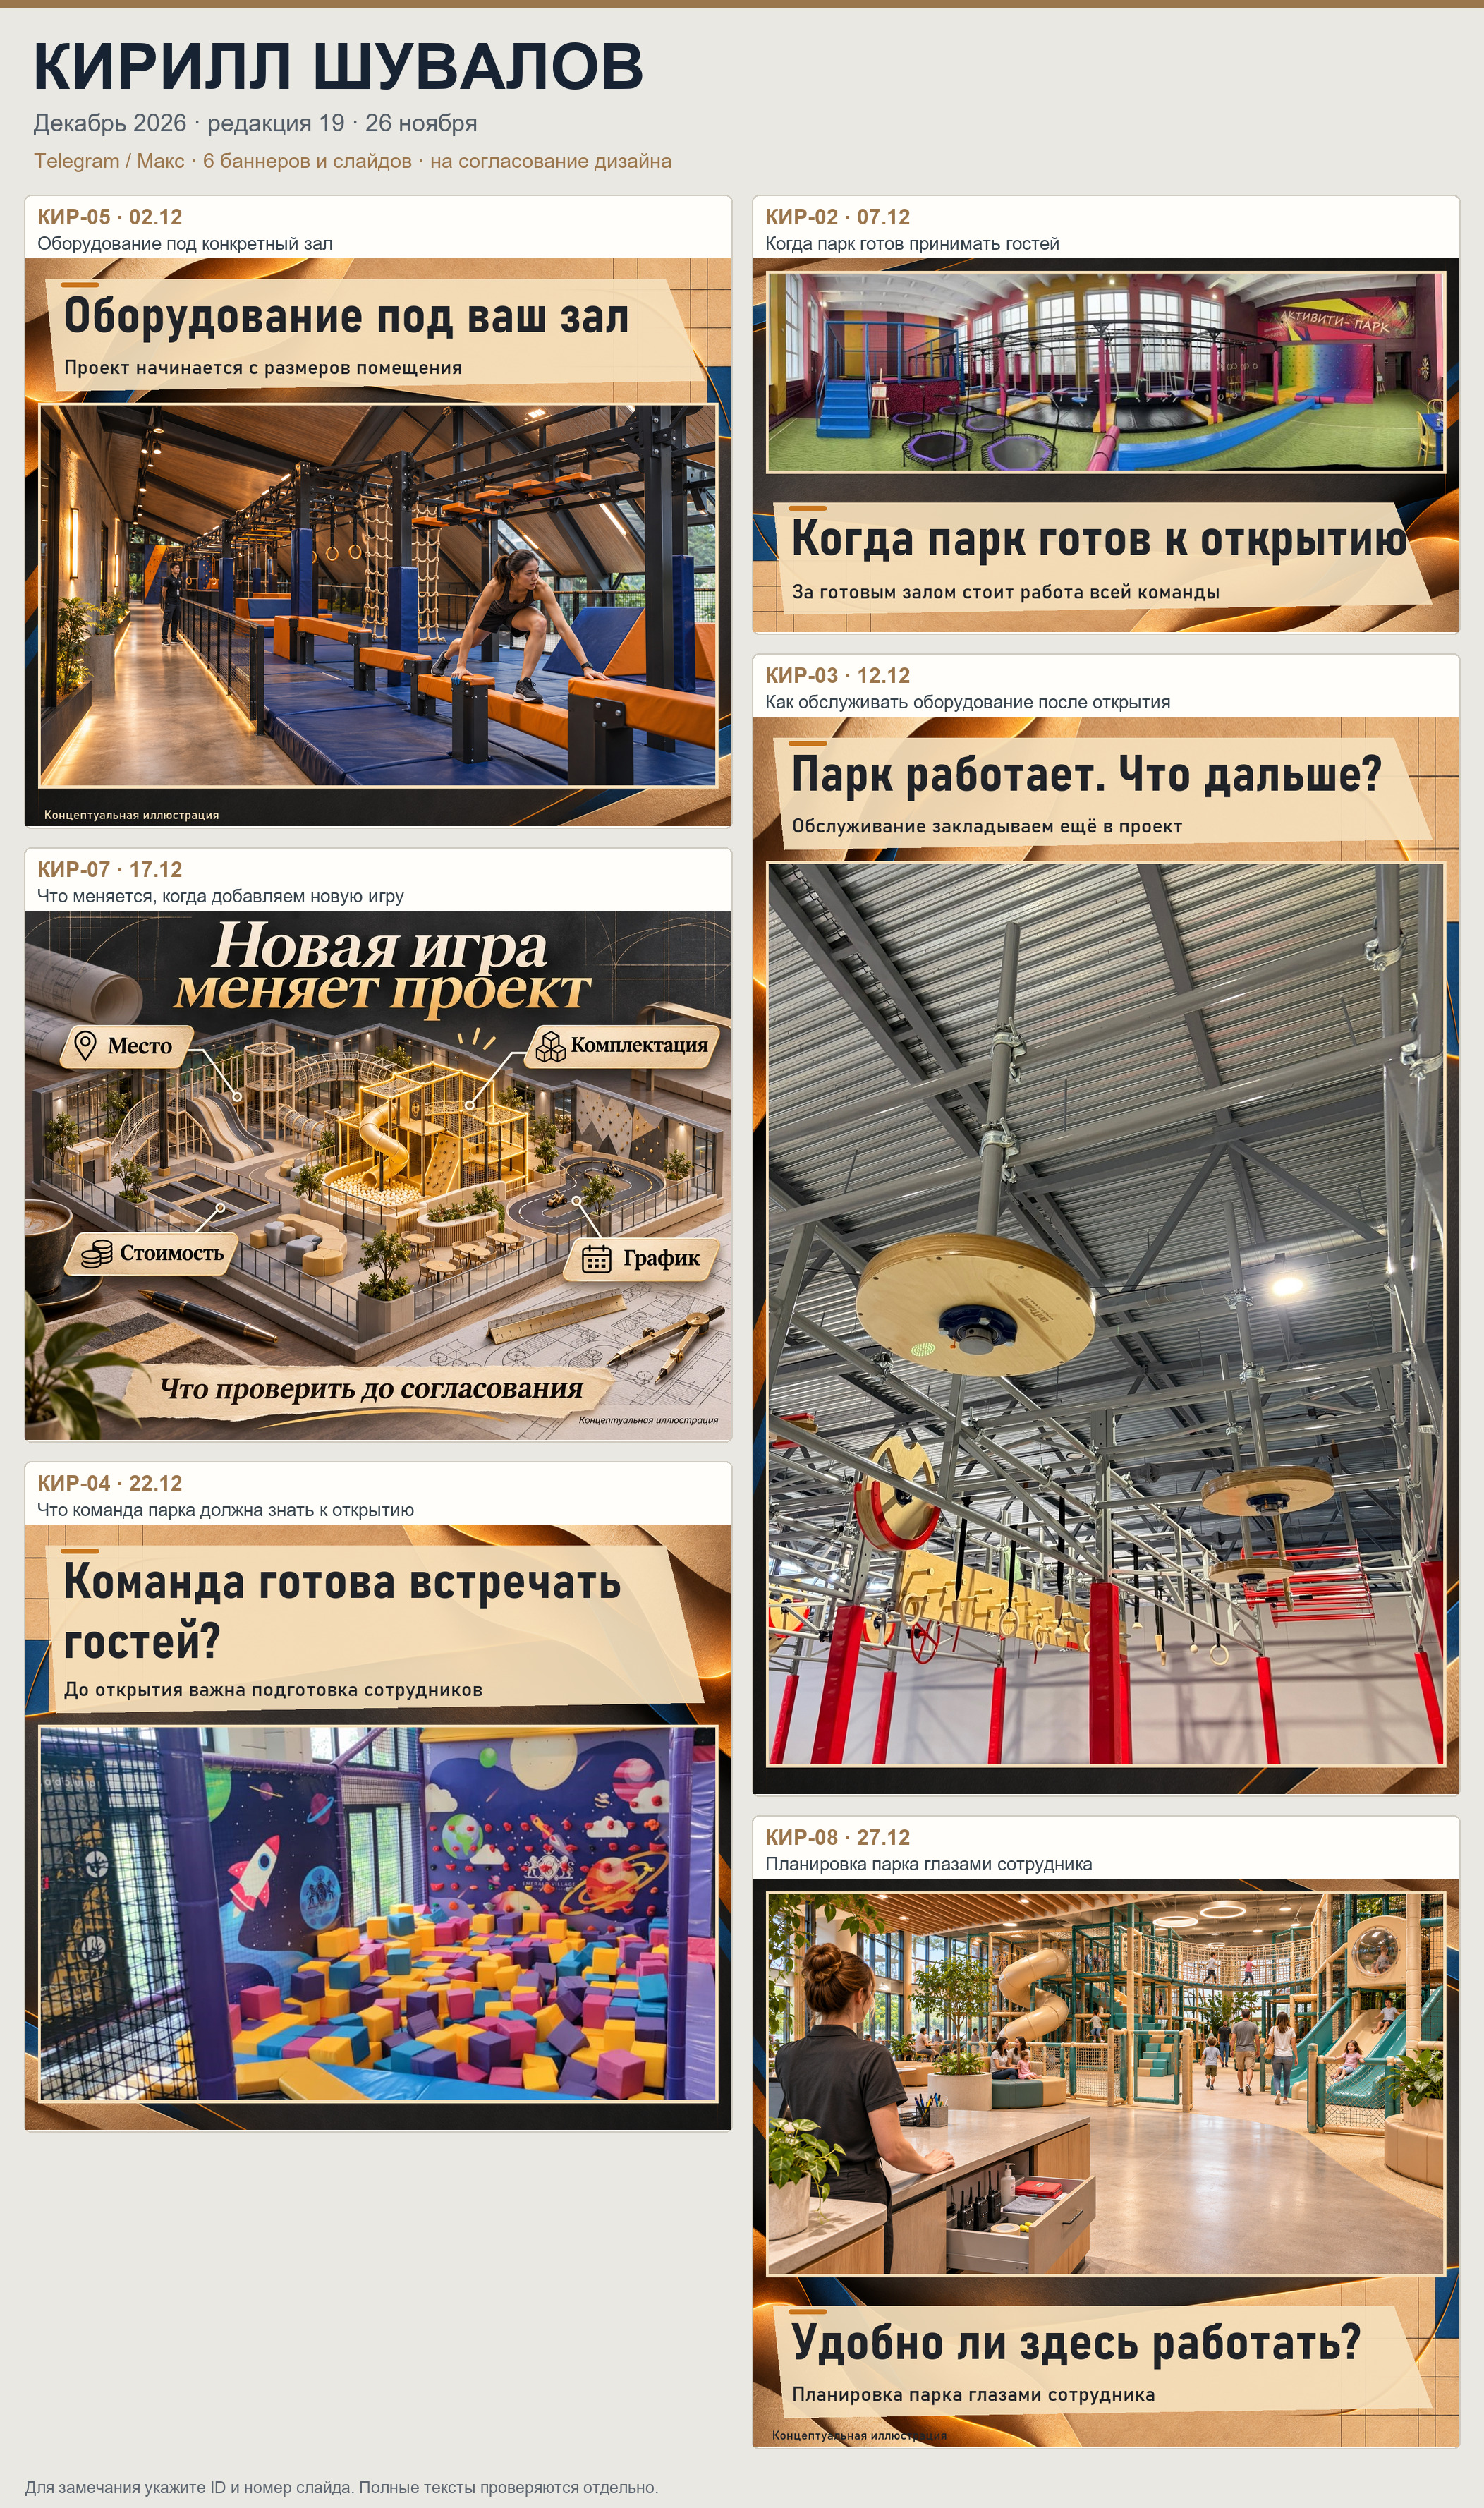 КИРИЛЛ ШУВАЛОВ
Декабрь 2026 · редакция 19 · 26 ноября
Telegram / Макс · 6 баннеров и слайдов · на согласование дизайна
КИР-05 · 02.12
Оборудование под конкретный зал
Оборудование под ваш зал
Проект начинается с размеров помещения
Концептуальная иллюстрация
КИР-02 · 07.12
Когда парк готов принимать гостей
АКТИВИТИ- ПАРК
Когда парк готов к открытию
За готовым залом стоит работа всей команды
КИР-03 · 12.12
Как обслуживать оборудование после открытия
Парк работает. Что дальше?
Обслуживание закладываем ещё в проект
КИР-07 · 17.12
Что меняется, когда добавляем новую игру
Новая игра
меняет проект
Место
Комплектация
Стоимость
График
Что проверить до согласования
Концептуальная иллюстрация
КИР-04 · 22.12
Что команда парка должна знать к открытию
Команда готова встречать
гостей?
До открытия важна подготовка сотрудников
EMERALD VILLAGE
КИР-08 · 27.12
Планировка парка глазами сотрудника
Удобно ли здесь работать?
Планировка парка глазами сотрудника
Концептуальная иллюстрация
Для замечания укажите ID и номер слайда. Полные тексты проверяются отдельно.